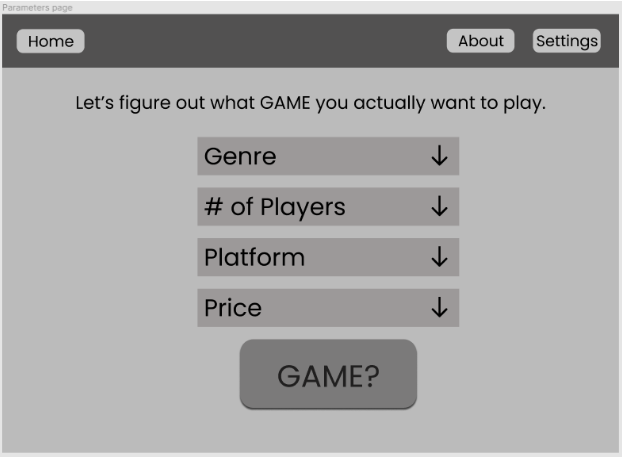 Parameters page
Home
About
Settings
Let's figure out what GAME you actually want to play.
Genre
# of Players
Platform
Price
GAME?